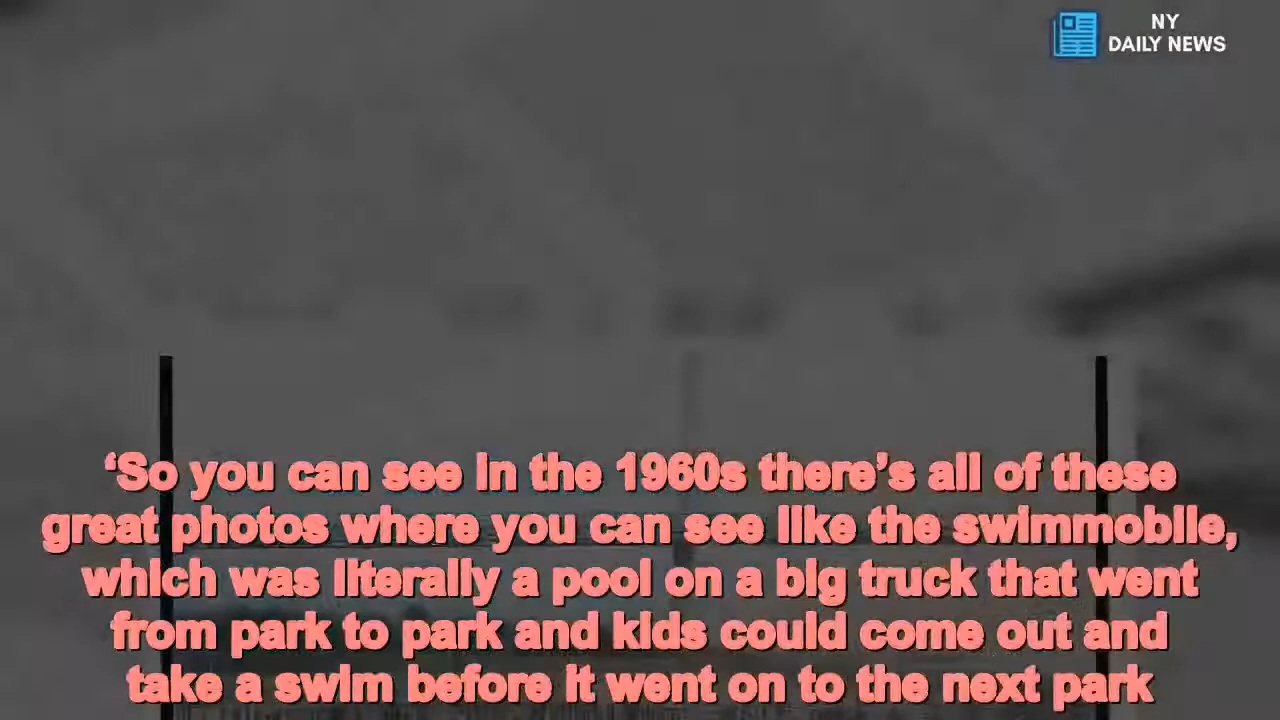 NY
DAILY NEWS
‘So you can see in the 1960s there’s all of these
great photos where you can see like the swimmobile,
which was literally a pool on a big truck that went
from park to park and kids could come out and
take a swim before it went on to the next park